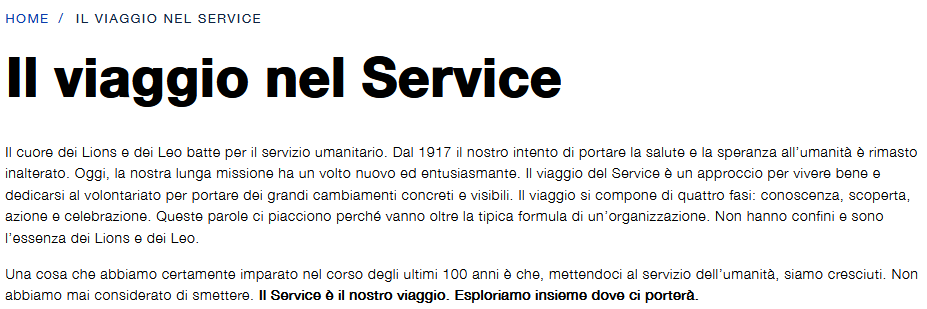 HOME / IL VIAGGIO NEL SERVICE
Il viaggio nel Service
Il cuore dei Lions e dei Leo batte per il servizio umanitario. Dal 1917 il nostro intento di portare la salute e la speranza all’umanità è rimasto
inalterato. Oggi, la nostra lunga missione ha un volto nuovo ed entusiasmante. Il viaggio del Service è un approccio per vivere bene e
dedicarsi al volontariato per portare dei grandi cambiamenti concreti e visibili. Il viaggio si compone di quattro fasi: conoscenza, scoperta,
azione e celebrazione. Queste parole ci piacciono perché vanno oltre la tipica formula di un’organizzazione. Non hanno confini e sono
l’essenza dei Lions e dei Leo.
Una cosa che abbiamo certamente imparato nel corso degli ultimi 100 anni è che, mettendoci al servizio dell’umanità, siamo cresciuti. Non
abbiamo mai considerato di smettere. Il Service è il nostro viaggio. Esploriamo insieme dove ci porterà.